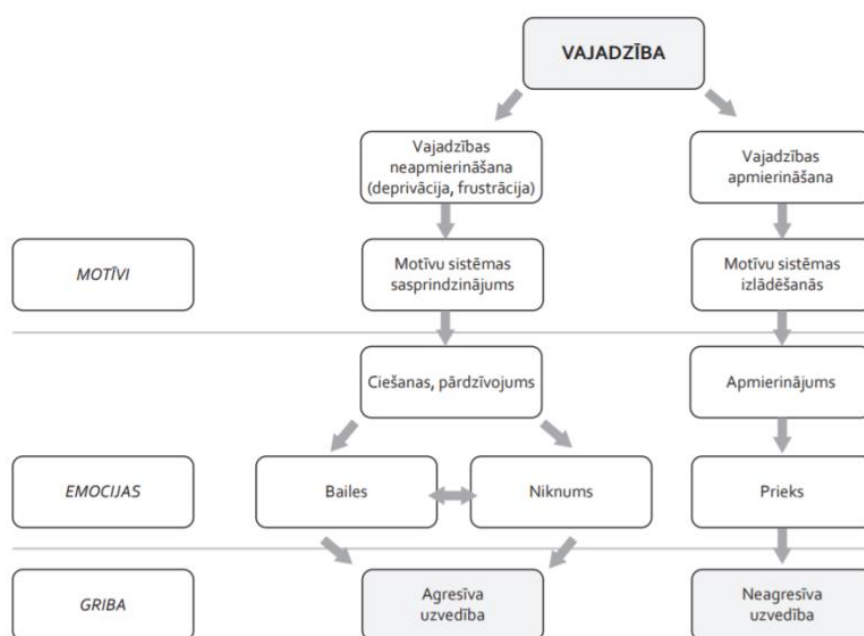 VAJADZĪBA
Vajadzības
neapmierināšana
(deprivācija, frustrācija)
Vajadzības
apmierināšana
MOTĪVI
Motīvu sistēmas
sasprindzinājums
Motīvu sistēmas
izlādēšanās
Ciešanas, pārdzīvojums
Apmierinājums
EMOCIJAS
Bailes
Niknums
Prieks
GRIBA
Agresīva
uzvedība
Neagresīva
uzvedība